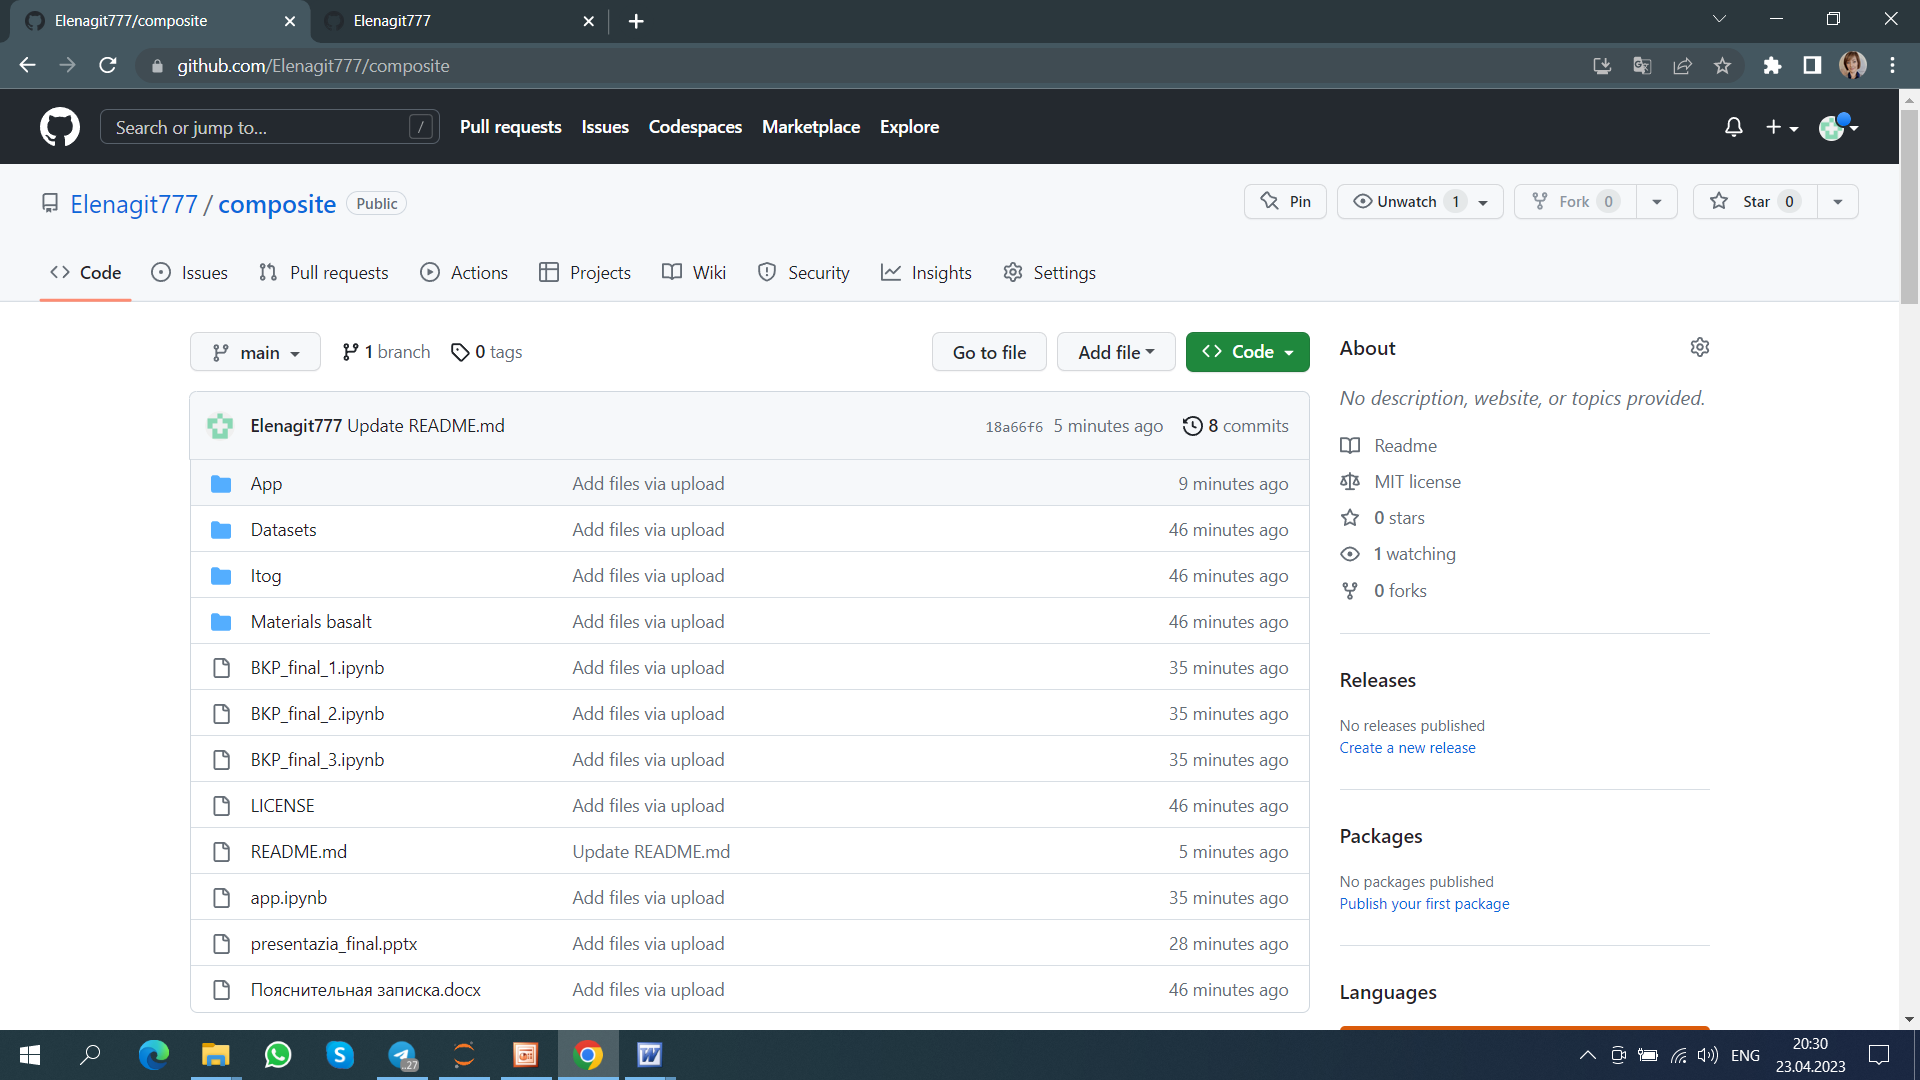 Elenagit777/composite
Elenagit777
github.com/Elenagit777/composite
Search or jump to... /
Pull requests Issues Codespaces Marketplace Explore
Elenagit777 / composite Public
Pin Unwatch 1 Fork 0 Star 0
Code Issues Pull requests Actions Projects Wiki Security Insights Settings
main 1 branch 0 tags Go to file Add file Code
Elenagit777 Update README.md 18a66f6 5 minutes ago 8 commits
App Add files via upload 9 minutes ago
Datasets Add files via upload 46 minutes ago
Itog Add files via upload 46 minutes ago
Materials basalt Add files via upload 46 minutes ago
BKP_final_1.ipynb Add files via upload 35 minutes ago
BKP_final_2.ipynb Add files via upload 35 minutes ago
BKP_final_3.ipynb Add files via upload 35 minutes ago
LICENSE Add files via upload 46 minutes ago
README.md Update README.md 5 minutes ago
app.ipynb Add files via upload 35 minutes ago
presentazia_final.pptx Add files via upload 28 minutes ago
Пояснительная записка.docx Add files via upload 46 minutes ago
About
No description, website, or topics provided.
Readme
MIT license
0 stars
1 watching
0 forks
Releases
No releases published
Create a new release
Packages
No packages published
Publish your first package
Languages
27
ENG
20:30
23.04.2023